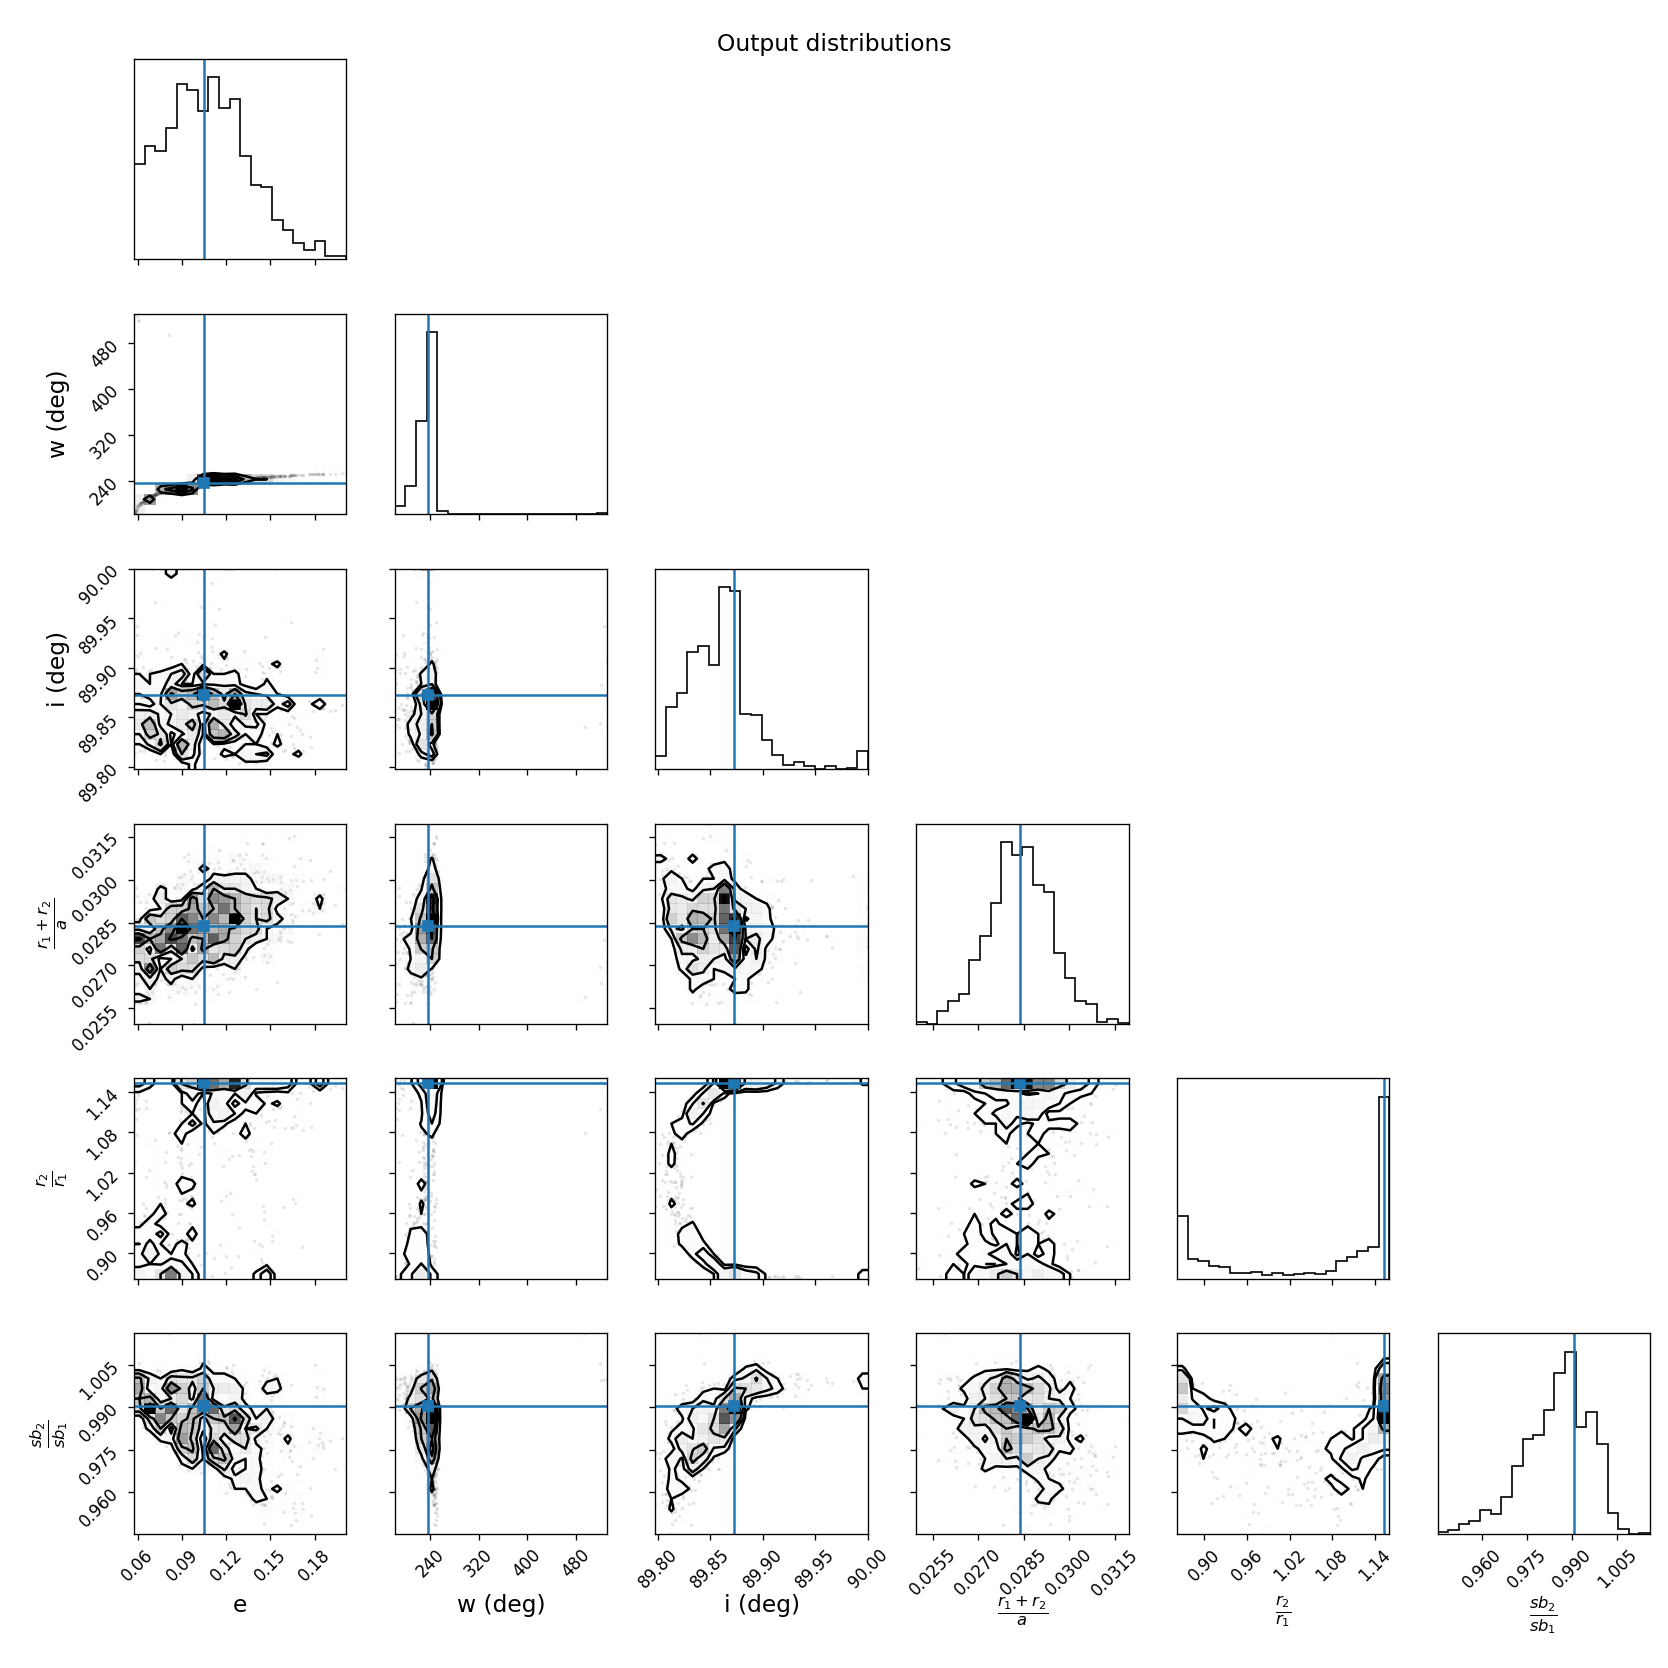 Output distributions
w (deg)
480
400
320
240
i (deg)
90.00
89.95
89.90
89.85
89.80
r1 + r2
a
0.0315
0.0300
0.0285
0.0270
0.0255
r2
r1
1.14
1.08
1.02
0.96
0.90
sb2
sb1
1.005
0.990
0.975
0.960
0.06 0.09 0.12 0.15 0.18
240 320 400 480
89.80 89.85 89.90 89.95 90.00
0.0255 0.0270 0.0285 0.0300 0.0315
0.90 0.96 1.02 1.08 1.14
0.960 0.975 0.990 1.005
e
w (deg)
i (deg)
r1 + r2
a
r2
r1
sb2
sb1